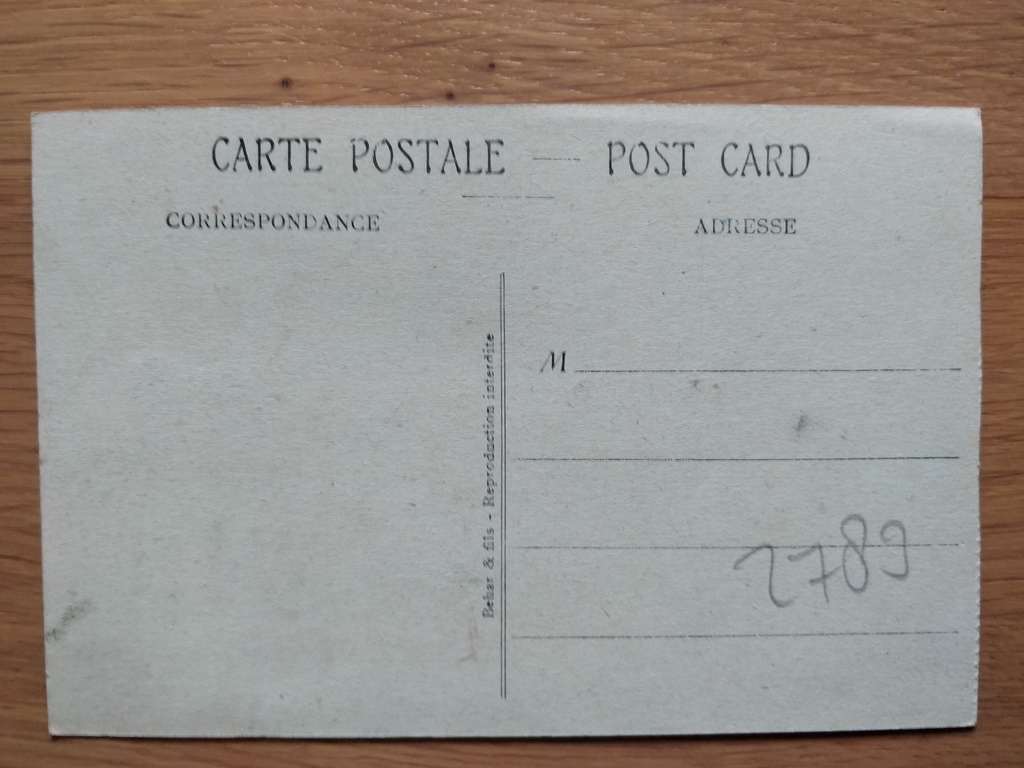 CARTE POSTALE — POST CARD
CORRESPONDANCE
ADRESSE
Behar & fils - Reproduction interdite
M
2789